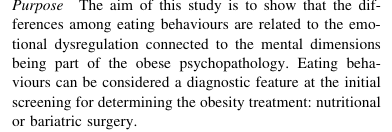 Purpose The aim of this study is to show that the dif-
ferences among eating behaviours are related to the emo-
tional dysregulation connected to the mental dimensions
being part of the obese psychopathology. Eating beha-
viours can be considered a diagnostic feature at the initial
screening for determining the obesity treatment: nutritional
or bariatric surgery.